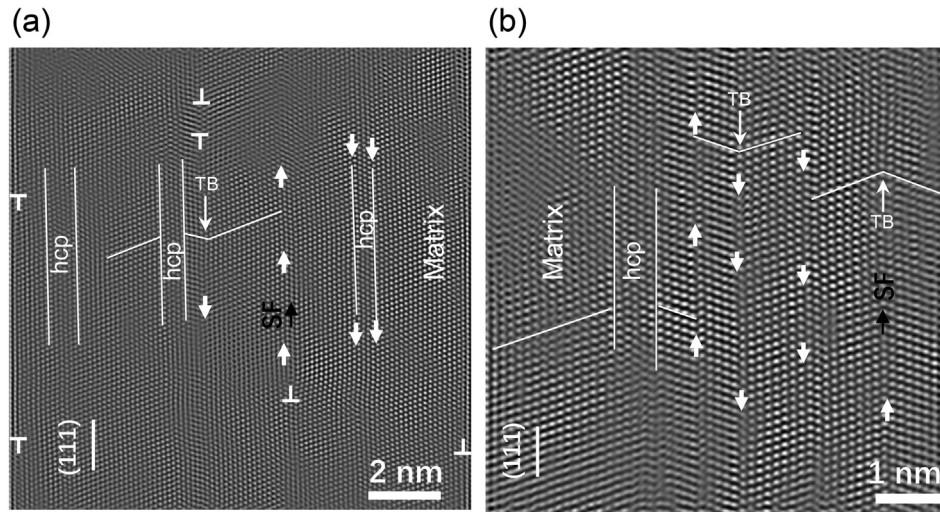 (a)
TB
hcp
hcp
hcp
Matrix
SF
(111)
2 nm
(b)
TB
Matrix
hcp
TB
SF
(111)
1 nm